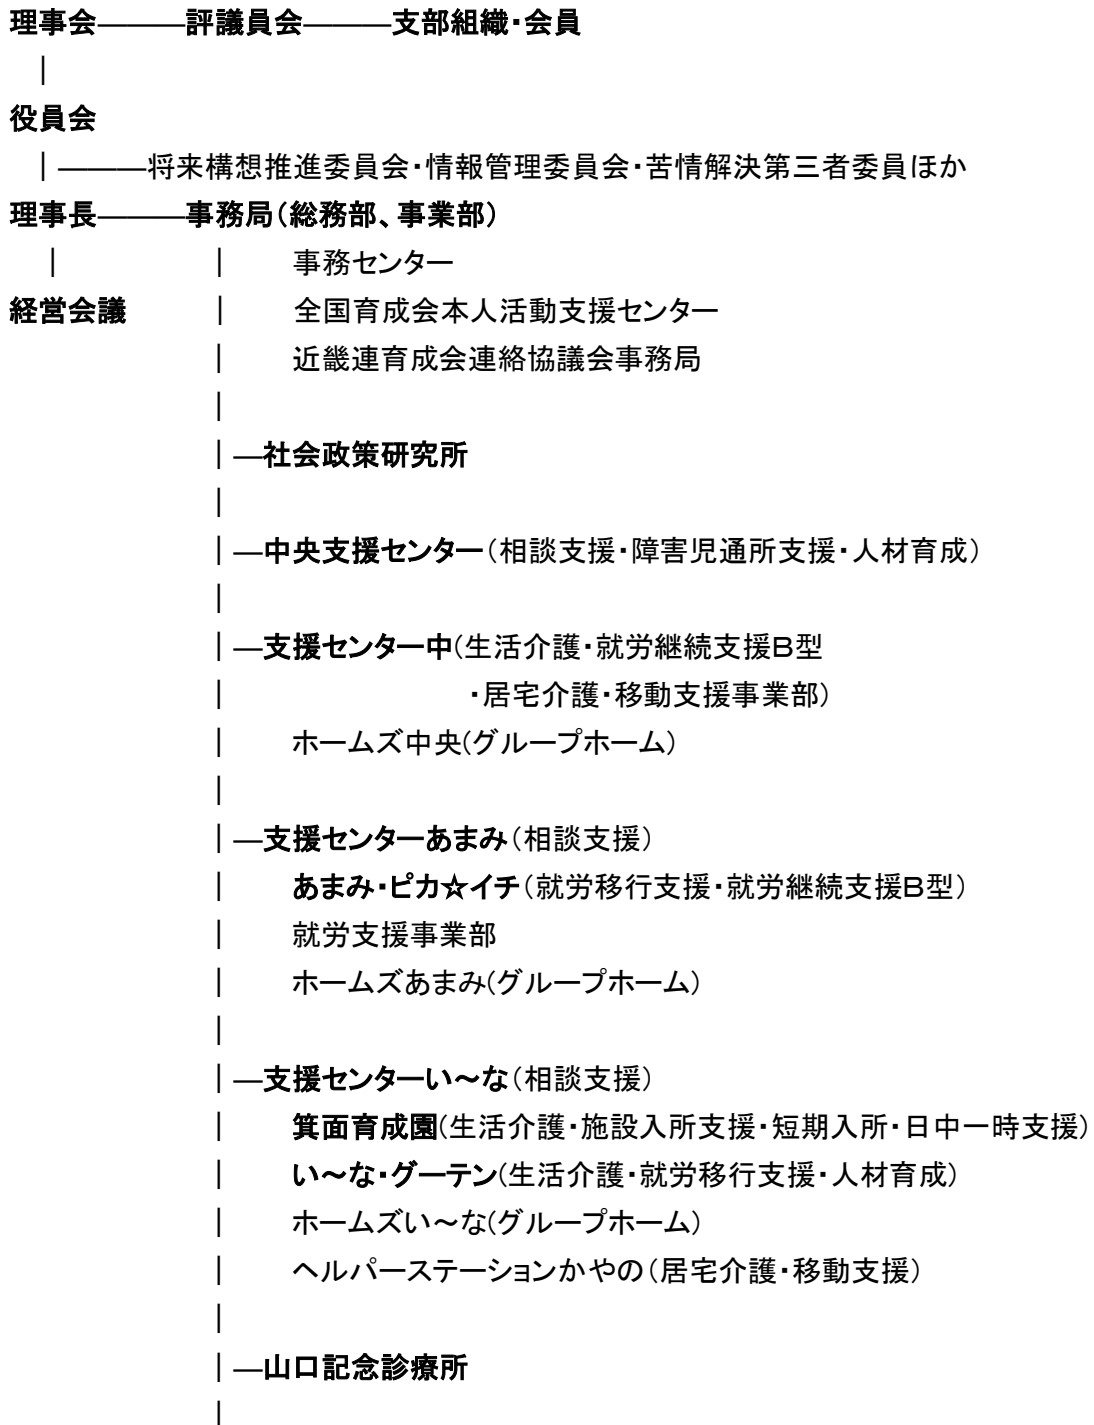 理事会―――評議員会―――支部組織・会員
｜
役員会
｜―――将来構想推進委員会・情報管理委員会・苦情解決第三者委員ほか
理事長―――事務局（総務部、事業部）
｜　　　　　｜　　事務センター
経営会議　　　｜　　全国育成会本人活動支援センター
｜　　近畿連育成会連絡協議会事務局
｜
｜―社会政策研究所
｜
｜―中央支援センター（相談支援・障害児通所支援・人材育成）
｜
｜―支援センター中(生活介護・就労継続支援Ｂ型
｜　　　　　　　　・居宅介護・移動支援事業部)
｜　　ホームズ中央(グループホーム)
｜
｜―支援センターあまみ（相談支援）
｜　　あまみ・ピカ☆イチ（就労移行支援・就労継続支援Ｂ型）
｜　　就労支援事業部
｜　　ホームズあまみ(グループホーム)
｜
｜―支援センターい～な（相談支援）
｜　　箕面育成園(生活介護・施設入所支援・短期入所・日中一時支援)
｜　　い～な・グーテン(生活介護・就労移行支援・人材育成)
｜　　ホームズい～な(グループホーム)
｜　　ヘルパーステーションかやの（居宅介護・移動支援）
｜
｜―山口記念診療所
｜